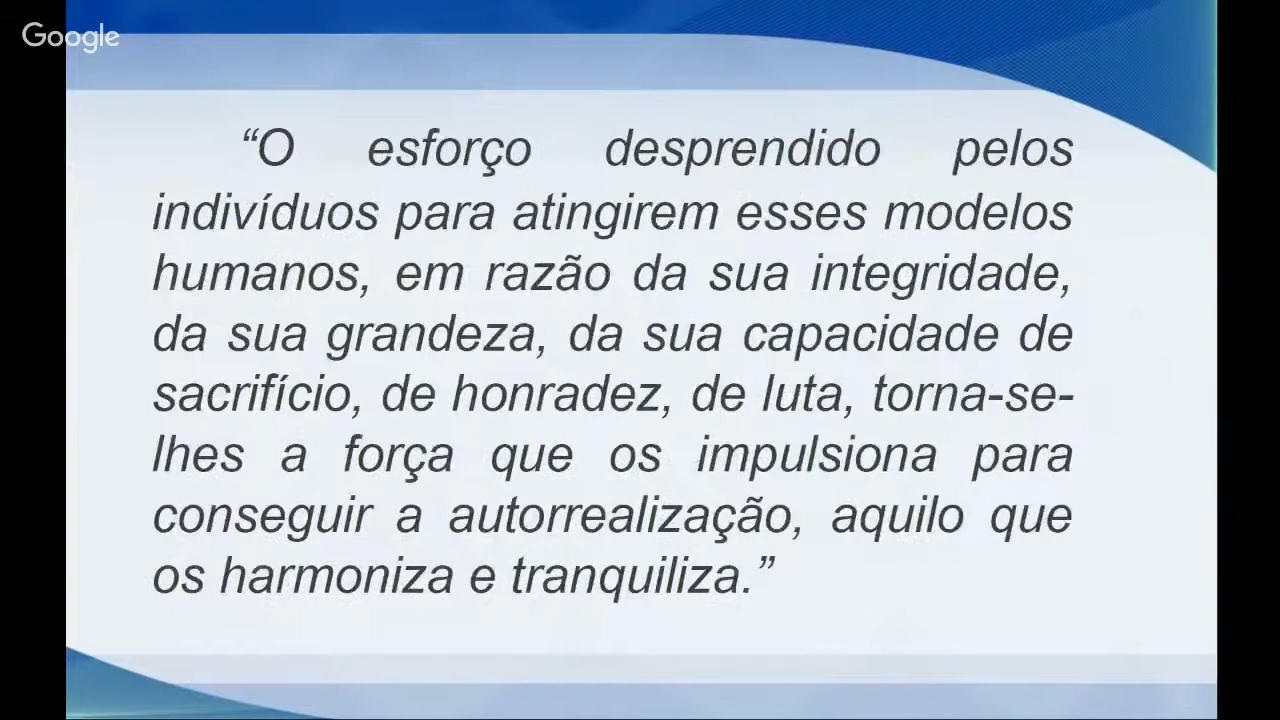 Google
“O esforço desprendido pelos
indivíduos para atingirem esses modelos
humanos, em razão da sua integridade,
da sua grandeza, da sua capacidade de
sacrifício, de honradez, de luta, torna-se-
lhes a força que os impulsiona para
conseguir a autorrealização, aquilo que
os harmoniza e tranquiliza.”